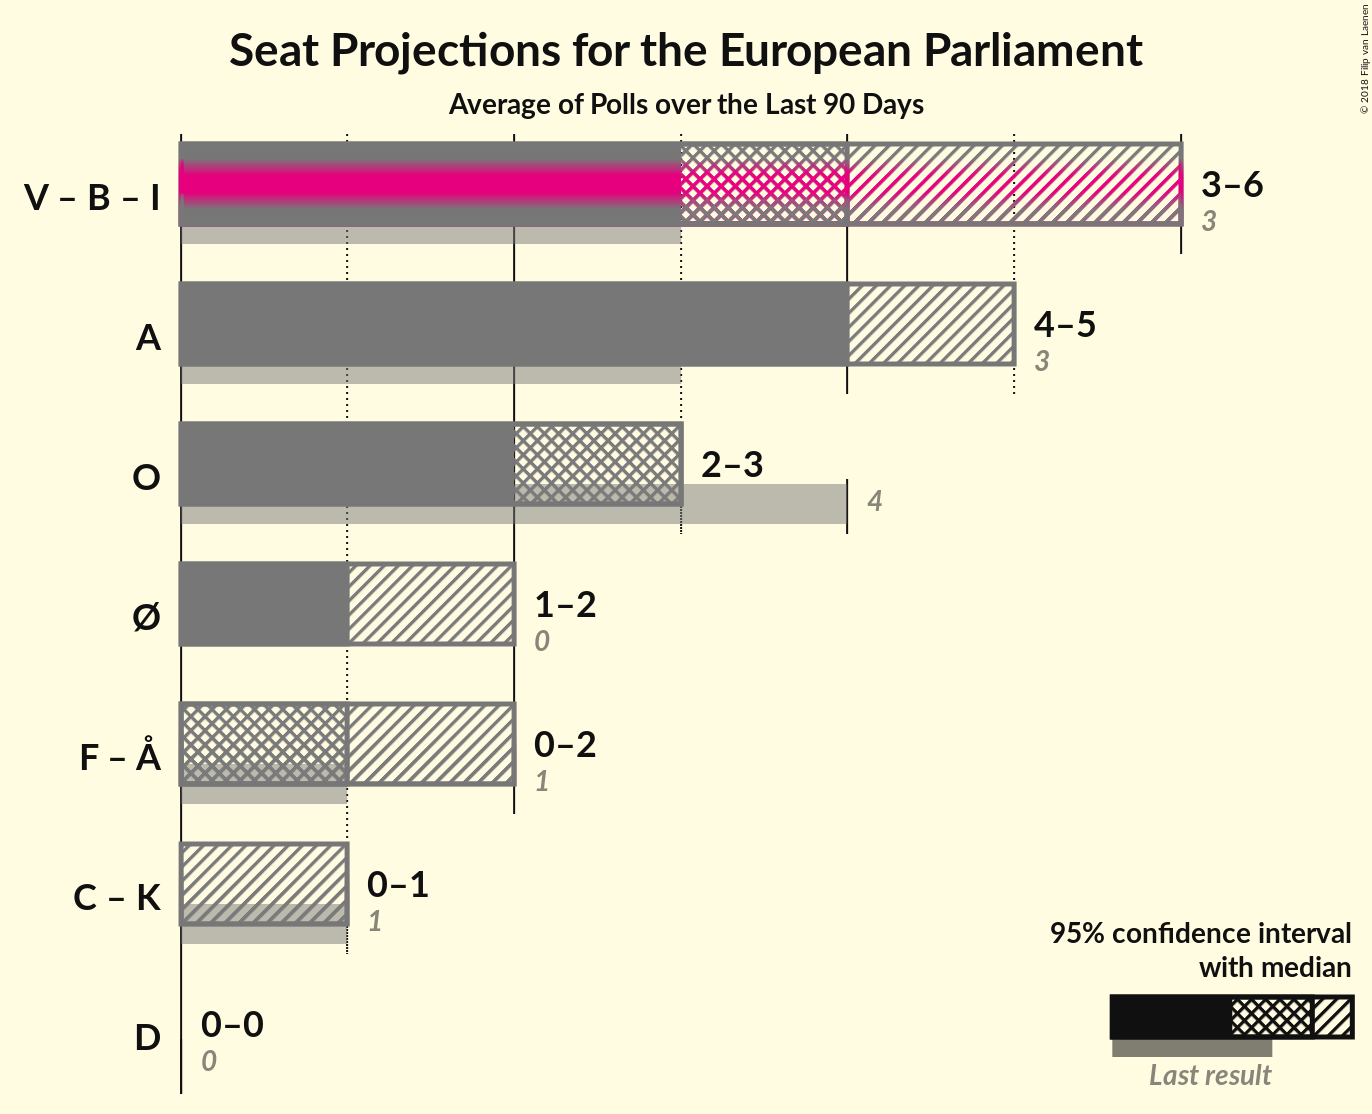 Seat Projections for the European Parliament
Average of Polls over the Last 90 Days
© 2018 Filip van Laenen
V – B – I
3–6
3
A
4–5
3
O
2–3
4
Ø
1–2
0
F – Å
0–2
1
C – K
0–1
1
D
0–0
0
95% confidence interval
with median
Last result